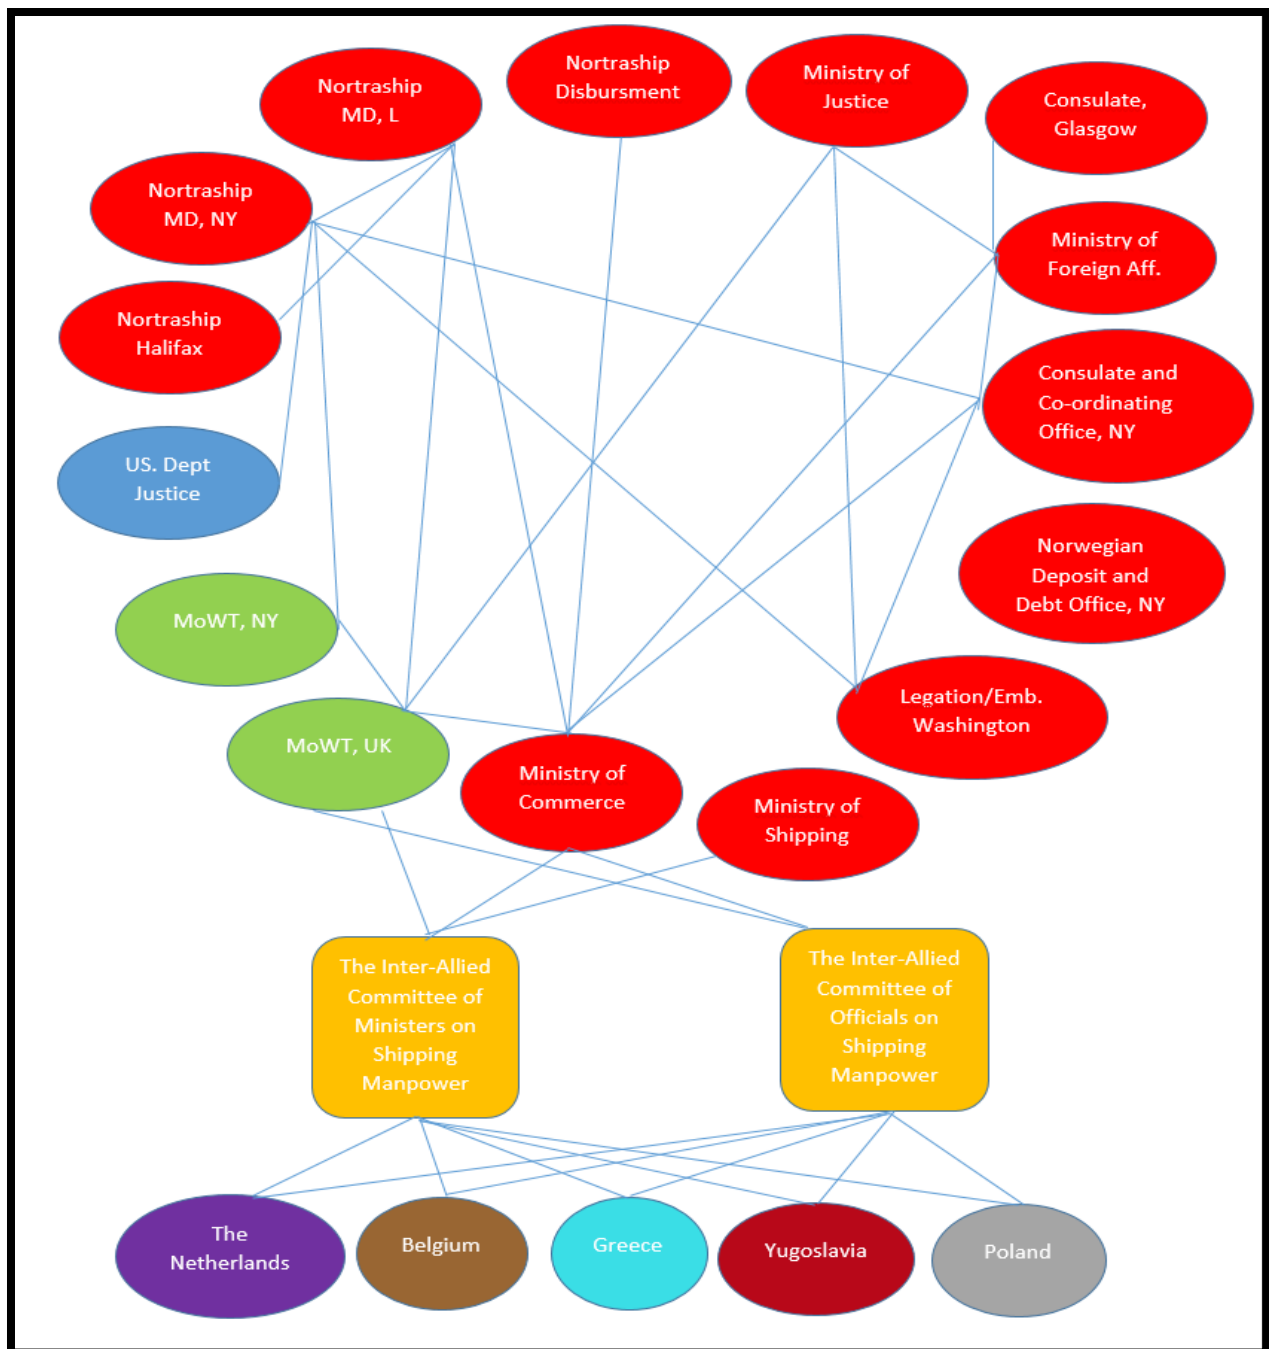 Nortraship
MD, L
Nortraship
Disbursment
Ministry of
Justice
Consulate,
Glasgow
Nortraship
MD, NY
Ministry of
Foreign Aff.
Nortraship
Halifax
Consulate and
Co-ordinating
Office, NY
US. Dept
Justice
Norwegian
Deposit and
Debt Office, NY
MoWT, NY
Legation/Emb.
Washington
MoWT, UK
Ministry of
Commerce
Ministry of
Shipping
The Inter-Allied
Committee of
Ministers on
Shipping
Manpower
The Inter-Allied
Committee of
Officials on
Shipping
Manpower
The
Netherlands
Belgium
Greece
Yugoslavia
Poland